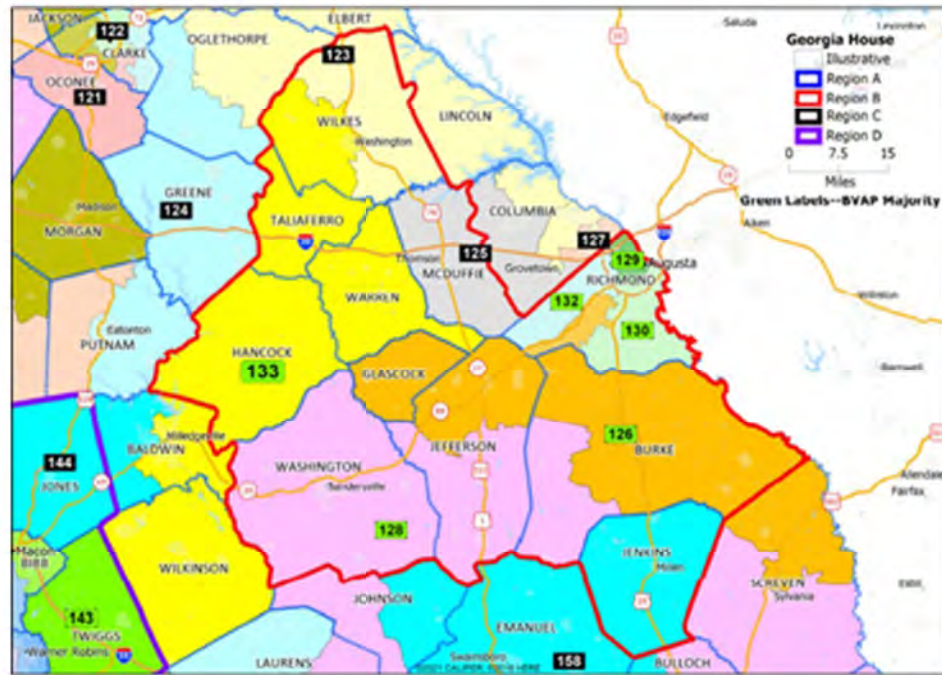 JACKSON
122
CLARKE
OGLETHORPE
ELBERT
123
OCONEE
121
WILKES
Washington
LINCOLN
Saluda
Edgefield
Georgia House
Illustrative
Region A
Region B
Region C
Region D
0 7.5 15
Miles
Green Labels--BVAP Majority
Aiken
Madison
MORGAN
GREENE
124
TALIAFERRO
COLUMBIA
Thomson
125
MCDUFFIE
Grovetown
127
129
Augusta
RICHMOND
132
130
WARREN
Williston
Barnwell
Eatonton
PUTNAM
HANCOCK
133
GLASCOCK
144
JONES
BALDWIN
Milledgeville
WASHINGTON
Sandersville
JEFFERSON
126
BURKE
Allendale
Fairfax
128
Macon
BIBB
WILKINSON
JENKINS
Millen
SCREVEN
Sylvania
143
TWIGGS
Warner Robins
JOHNSON
EMANUEL
Swainsboro
158
LAURENS
BULLOCH